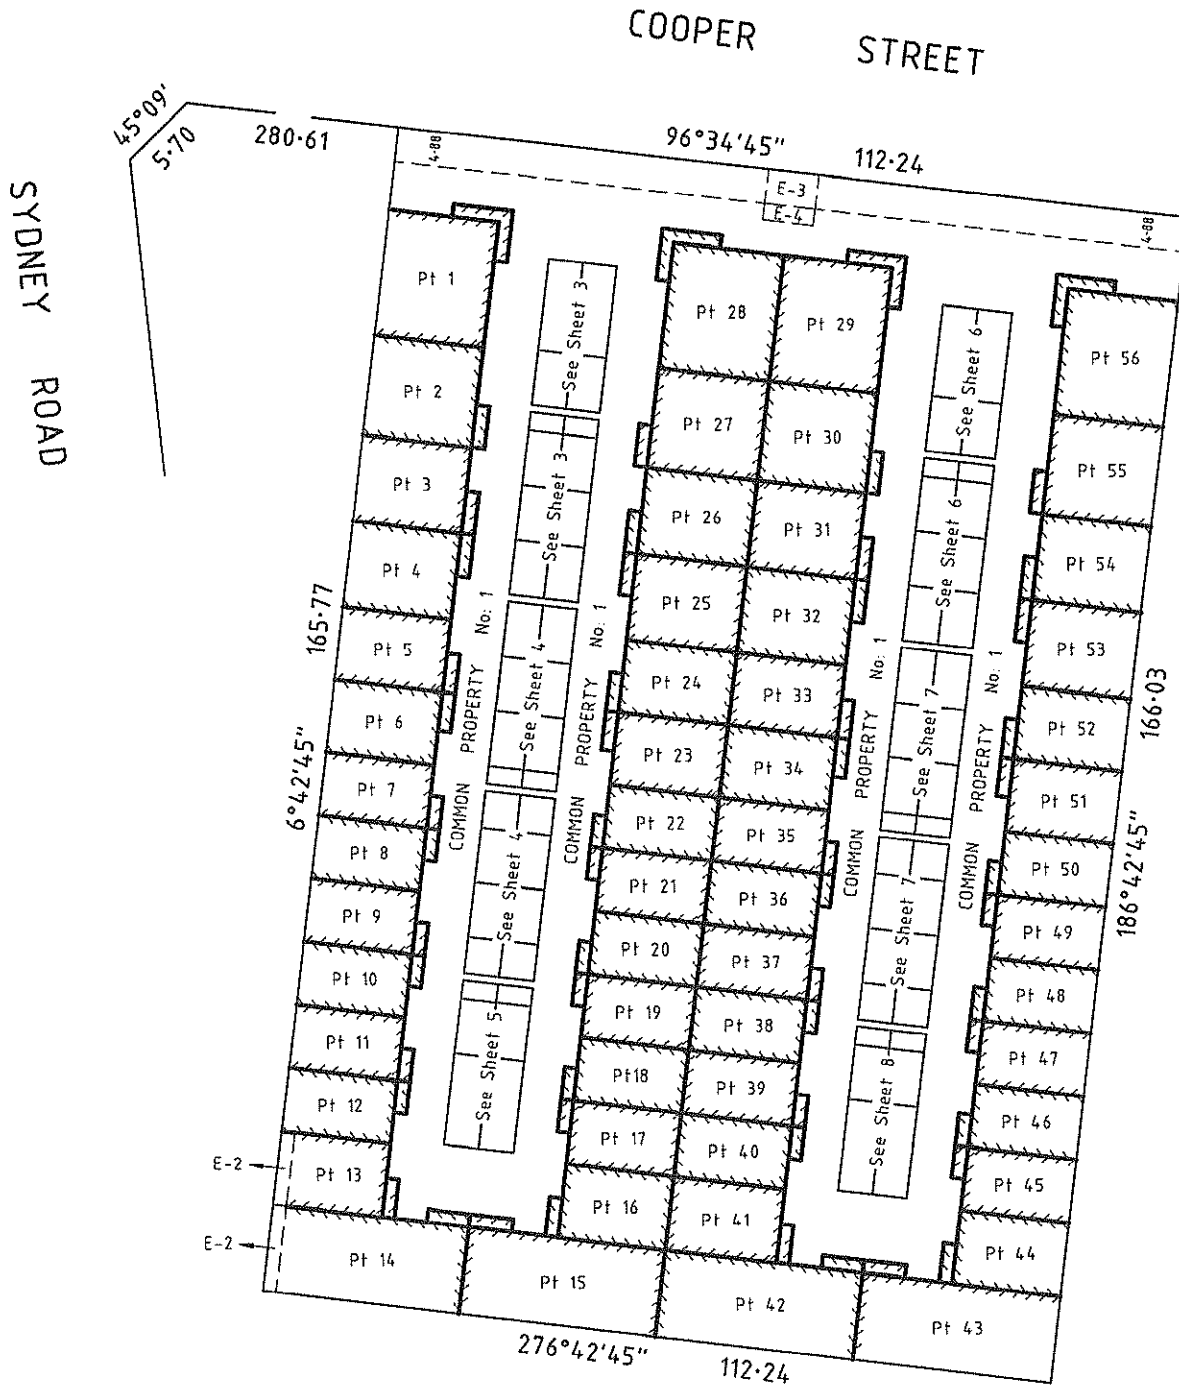 COOPER STREET
SYDNEY ROAD
45°09'
5·70
280·61
96°34'45"
112·24
4·88
4·88
E-3
E-4
Pt 1
Pt 2
Pt 3
Pt 4
Pt 5
Pt 6
Pt 7
Pt 8
Pt 9
Pt 10
Pt 11
Pt 12
Pt 13
Pt 14
Pt 15
Pt 28
Pt 27
Pt 26
Pt 25
Pt 24
Pt 23
Pt 22
Pt 21
Pt 20
Pt 19
Pt18
Pt 17
Pt 16
Pt 29
Pt 30
Pt 31
Pt 32
Pt 33
Pt 34
Pt 35
Pt 36
Pt 37
Pt 38
Pt 39
Pt 40
Pt 41
Pt 42
Pt 43
Pt 56
Pt 55
Pt 54
Pt 53
Pt 52
Pt 51
Pt 50
Pt 49
Pt 48
Pt 47
Pt 46
Pt 45
Pt 44
See Sheet 3
See Sheet 3
See Sheet 4
See Sheet 4
See Sheet 5
See Sheet 6
See Sheet 6
See Sheet 7
See Sheet 7
See Sheet 8
COMMON PROPERTY No. 1
COMMON PROPERTY No. 1
COMMON PROPERTY No. 1
COMMON PROPERTY No. 1
165·77
6°42'45"
166·03
186°42'45"
E-2
E-2
276°42'45"
112·24